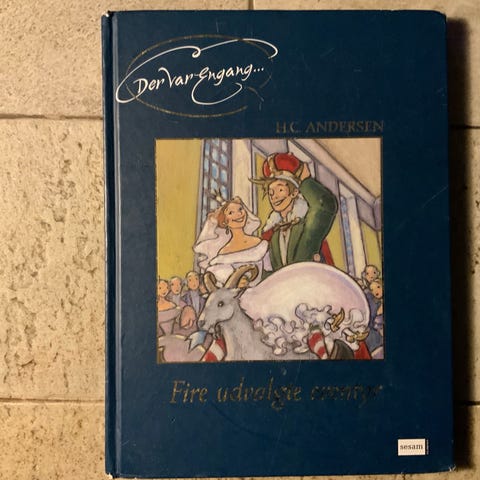 Der Var Engang...
H.C. ANDERSEN
Fire udvalgte eventyr
sesam